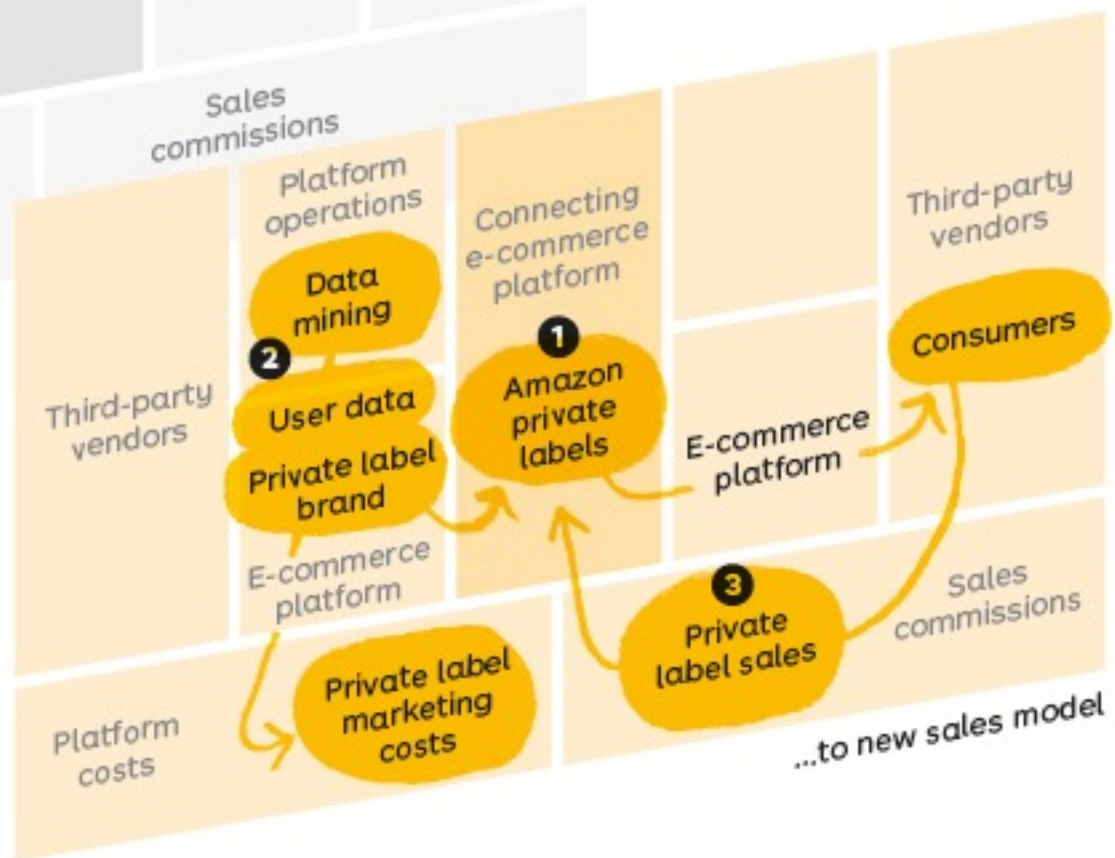 Sales
commissions
Third-party
vendors
Platform
operations
Data
mining
2
User data
Private label
brand
E-commerce
platform
Connecting
e-commerce
platform
1
Amazon
private
labels
E-commerce
platform
Third-party
vendors
Consumers
Platform
costs
Private label
marketing
costs
3
Private
label sales
Sales
commissions
...to new sales model